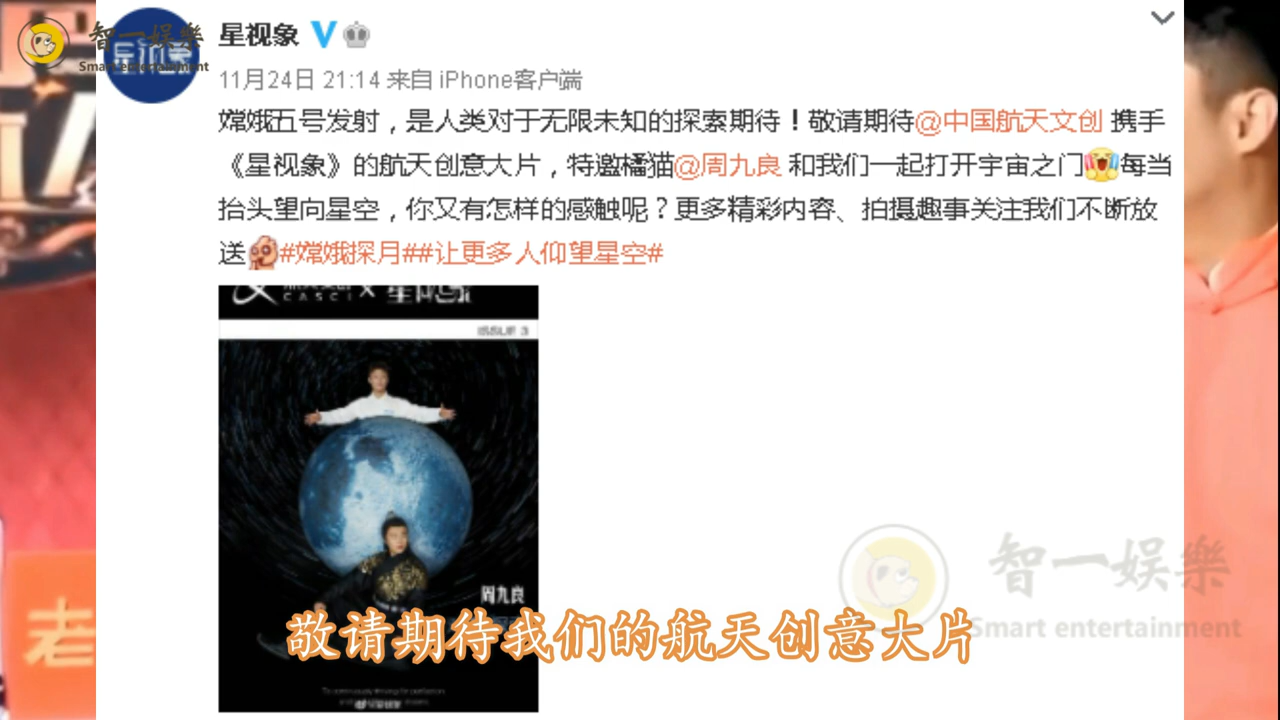 智一娱樂
Smart entertainment
星视象
11月24日 21:14 来自 iPhone客户端
嫦娥五号发射，是人类对于无限未知的探索期待！敬请期待@中国航天文创 携手
《星视象》的航天创意大片，特邀橘猫@周九良 和我们一起打开宇宙之门 每当
抬头望向星空，你又有怎样的感触呢？更多精彩内容、拍摄趣事关注我们不断放
送 #嫦娥探月##让更多人仰望星空#
CASCI × 星视象
ISSUE 3
周九良
敬请期待我们的航天创意大片
智一娱樂
Smart entertainment
老